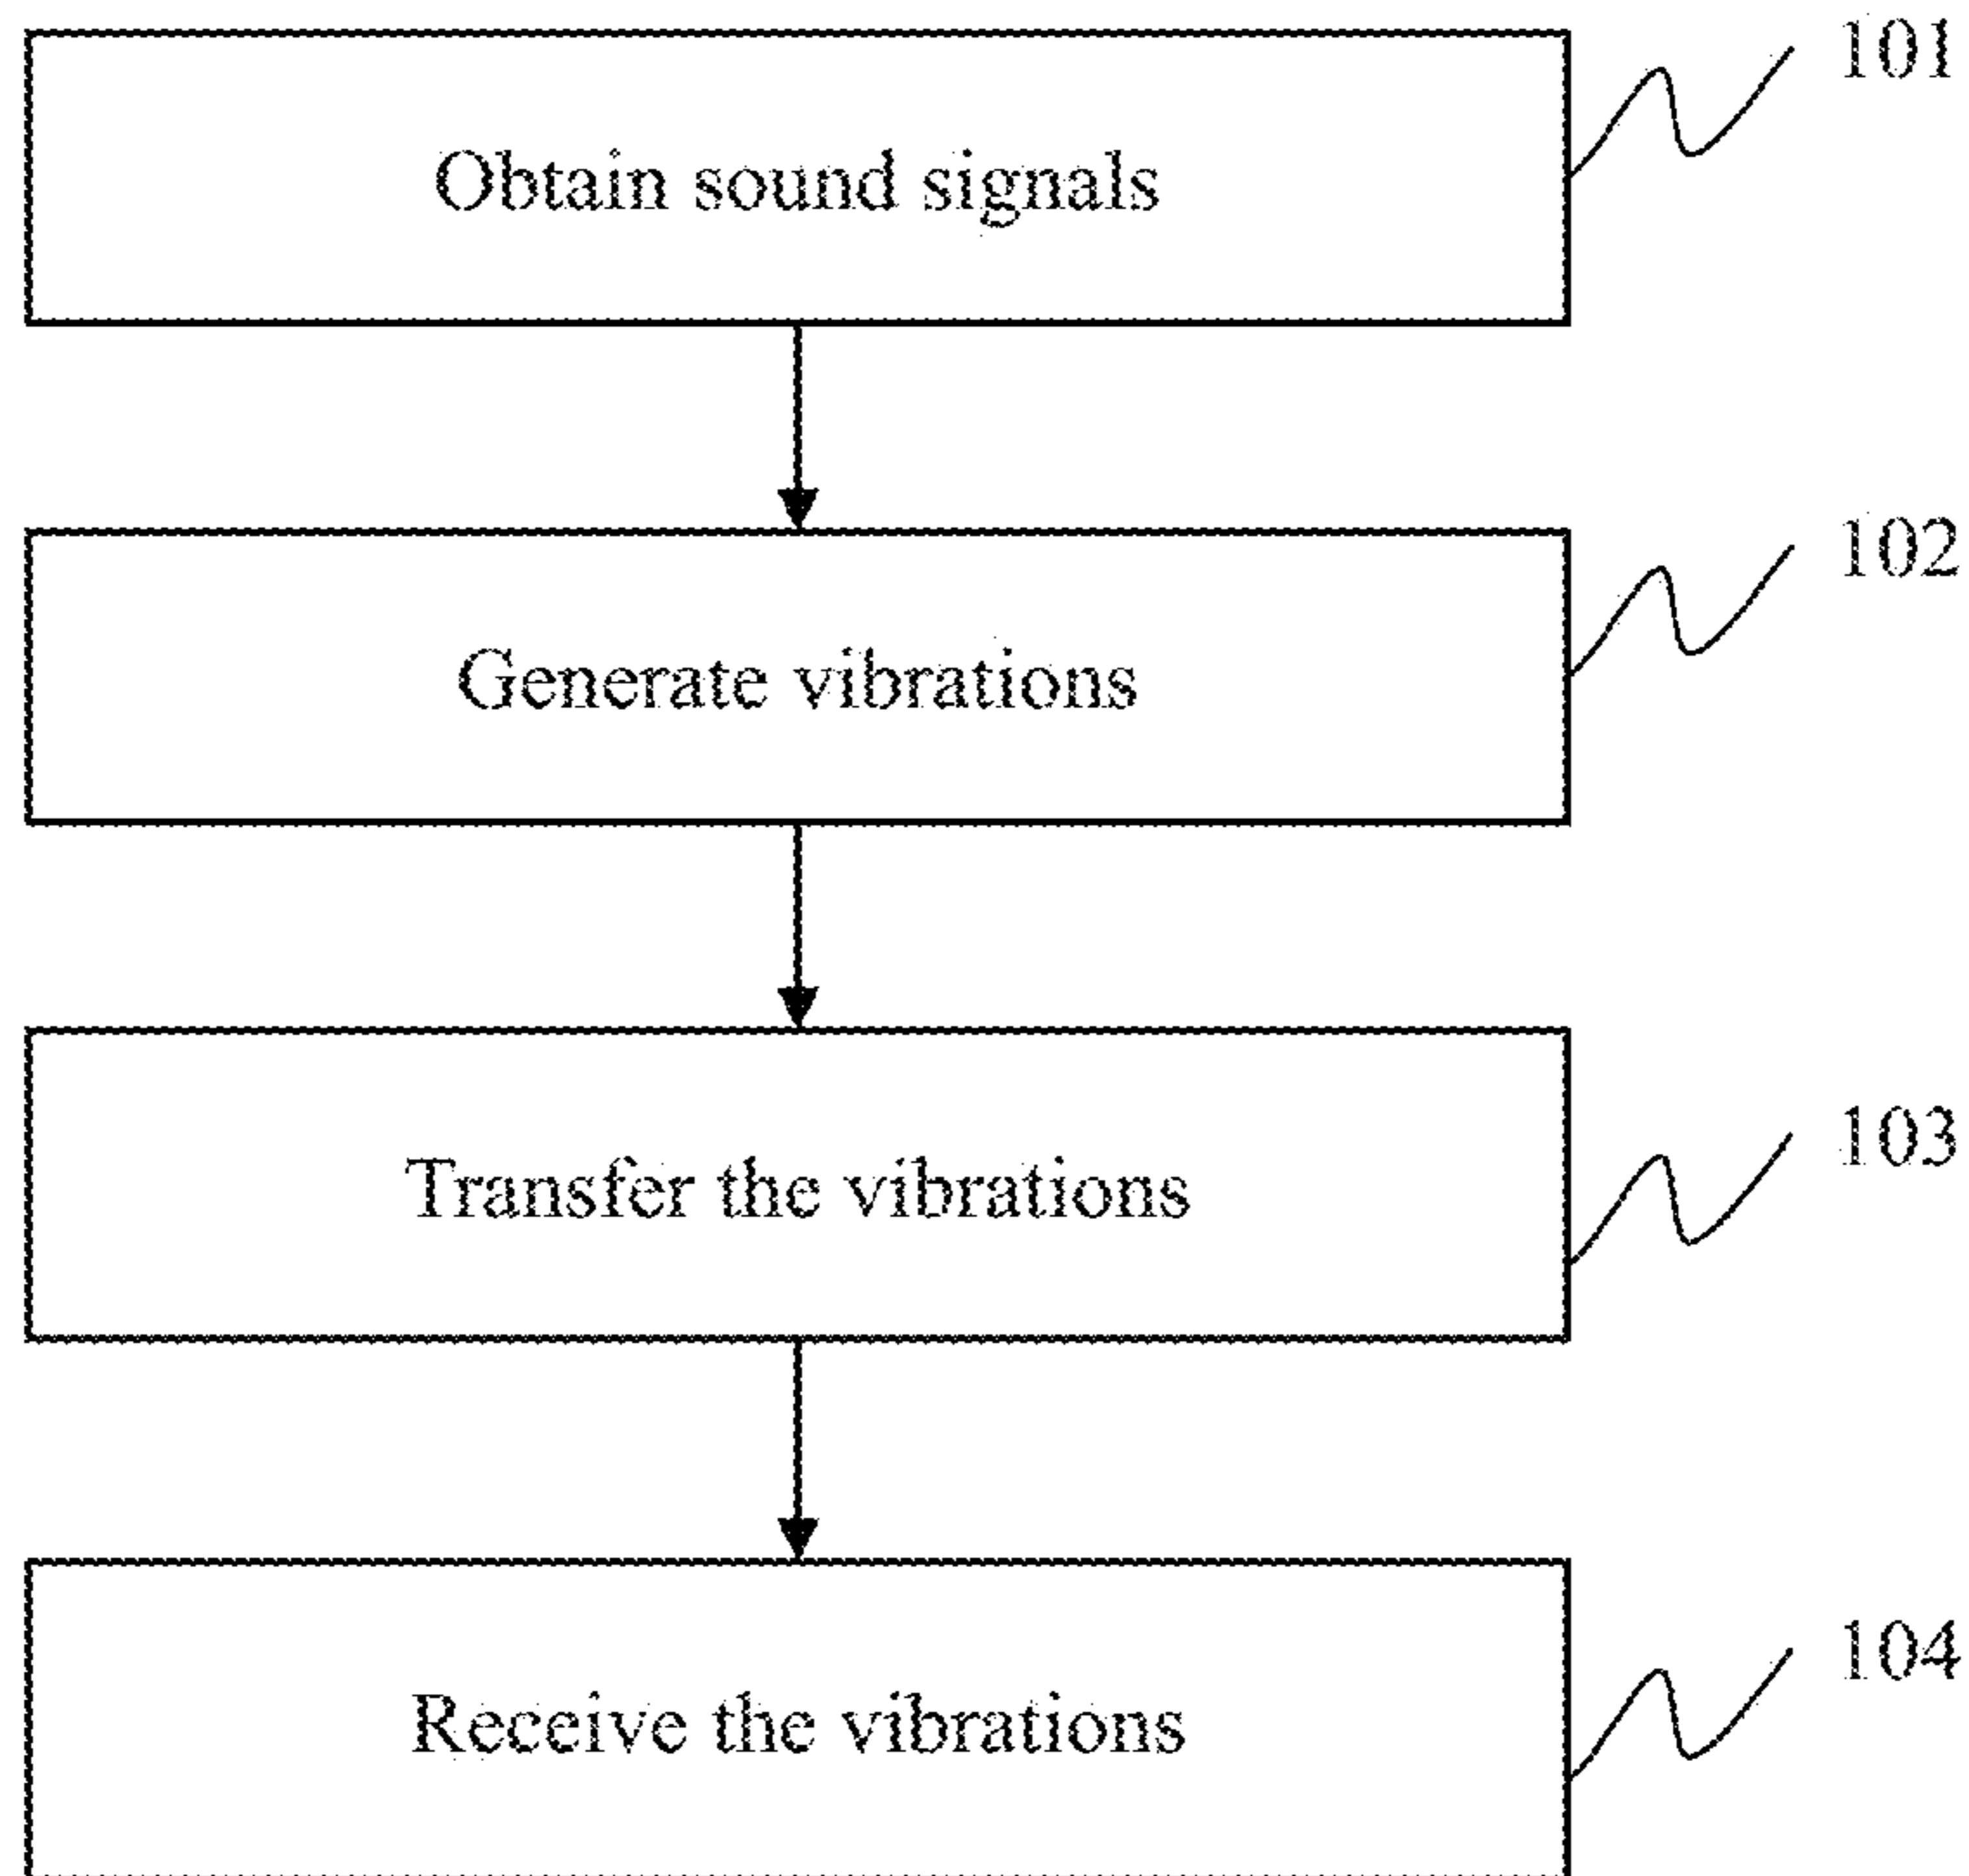 101
Obtain sound signals
102
Generate vibrations
103
Transfer the vibrations
104
Receive the vibrations